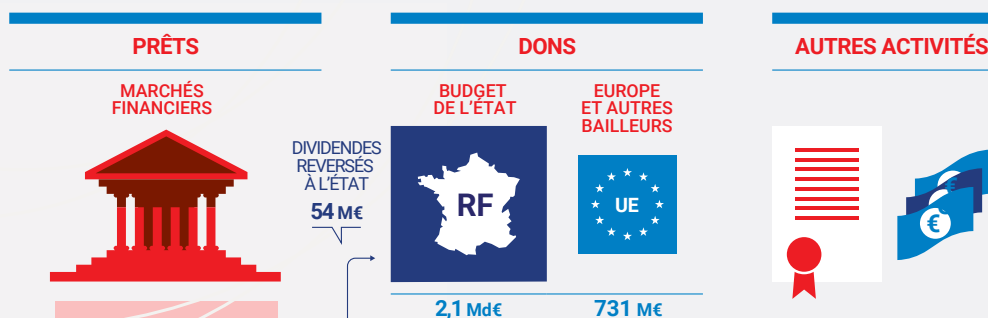 PRÊTS
MARCHÉS
FINANCIERS
DIVIDENDES
REVERSÉS
À L'ÉTAT
54 M€
DONS
BUDGET
DE L'ÉTAT
RF
2,1 Md€
EUROPE
ET AUTRES
BAILLEURS
UE
731 M€
AUTRES ACTIVITÉS
€
€
€